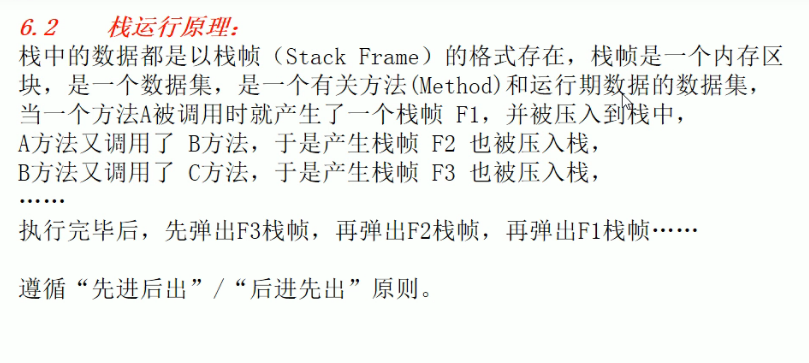 6.2 栈运行原理：
栈中的数据都是以栈帧（Stack Frame）的格式存在，栈帧是一个内存区
块，是一个数据集，是一个有关方法(Method)和运行期数据的数据集，
当一个方法A被调用时就产生了一个栈帧 F1，并被压入到栈中，
A方法又调用了 B方法，于是产生栈帧 F2 也被压入栈，
B方法又调用了 C方法，于是产生栈帧 F3 也被压入栈，
……
执行完毕后，先弹出F3栈帧，再弹出F2栈帧，再弹出F1栈帧……
遵循“先进后出”/“后进先出”原则。